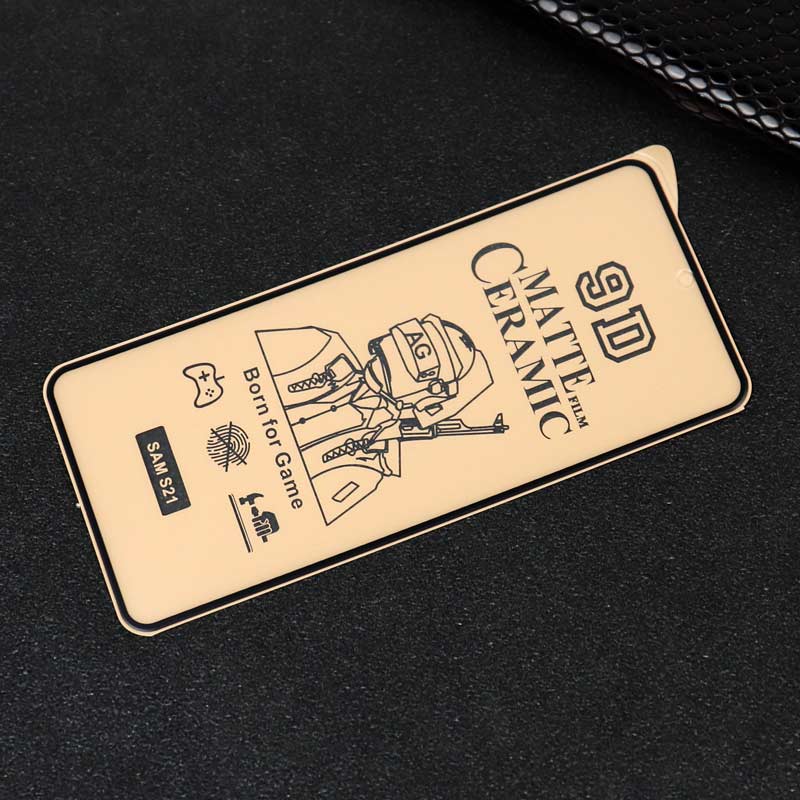 9D
MATTE FILM
CERAMIC
AG
Born for Game
SAM S21